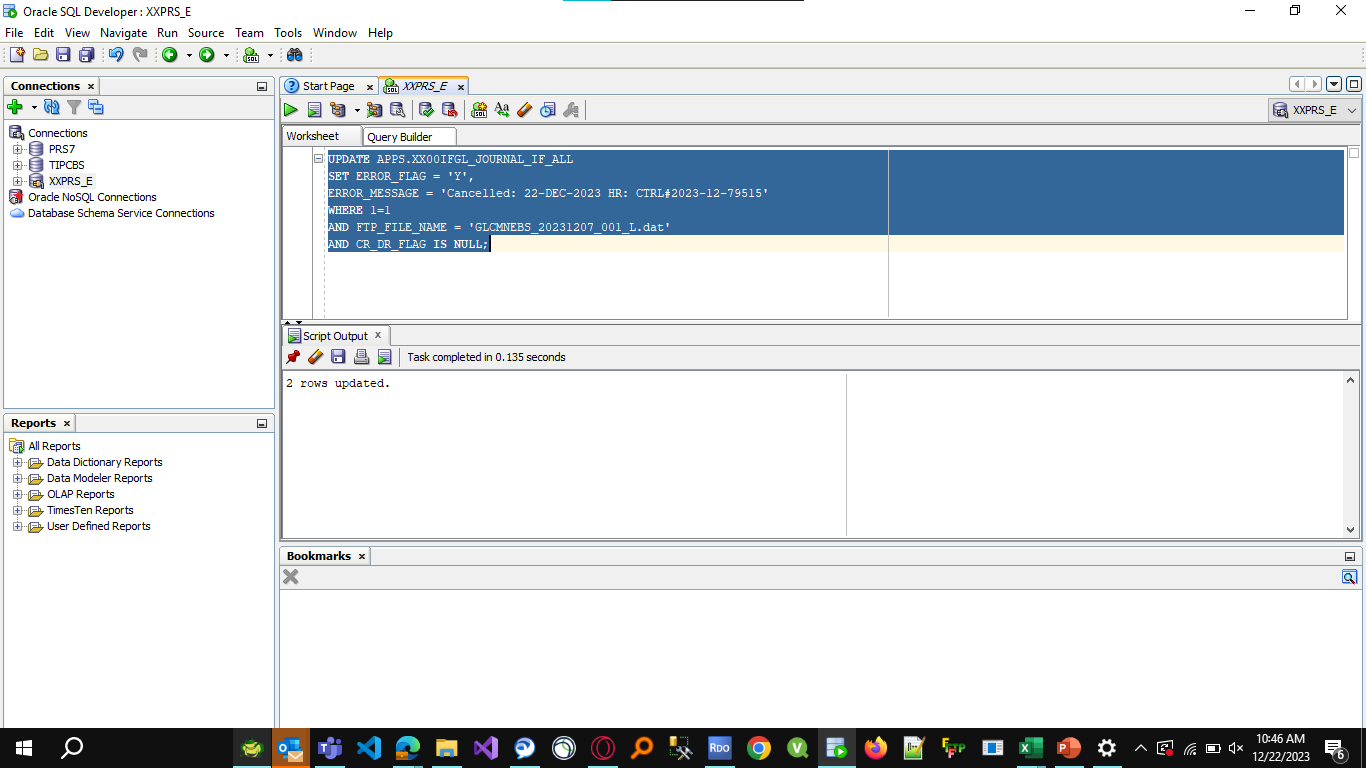 Oracle SQL Developer : XXPRS_E
File Edit View Navigate Run Source Team Tools Window Help
Connections
Connections
PRS7
TIPCBS
XXPRS_E
Oracle NoSQL Connections
Database Schema Service Connections
Reports
All Reports
Data Dictionary Reports
Data Modeler Reports
OLAP Reports
TimesTen Reports
User Defined Reports
Start Page XXPRS_E
XXPRS_E
Worksheet Query Builder
UPDATE APPS.XX00IFGL_JOURNAL_IF_ALL
SET ERROR_FLAG = 'Y',
ERROR_MESSAGE = 'Cancelled: 22-DEC-2023 HR: CTRL#2023-12-79515'
WHERE 1=1
AND FTP_FILE_NAME = 'GLCMNEBS_20231207_001_L.dat'
AND CR_DR_FLAG IS NULL;
Script Output
Task completed in 0.135 seconds
2 rows updated.
Bookmarks
RDO
FTP
10:46 AM
12/22/2023
6